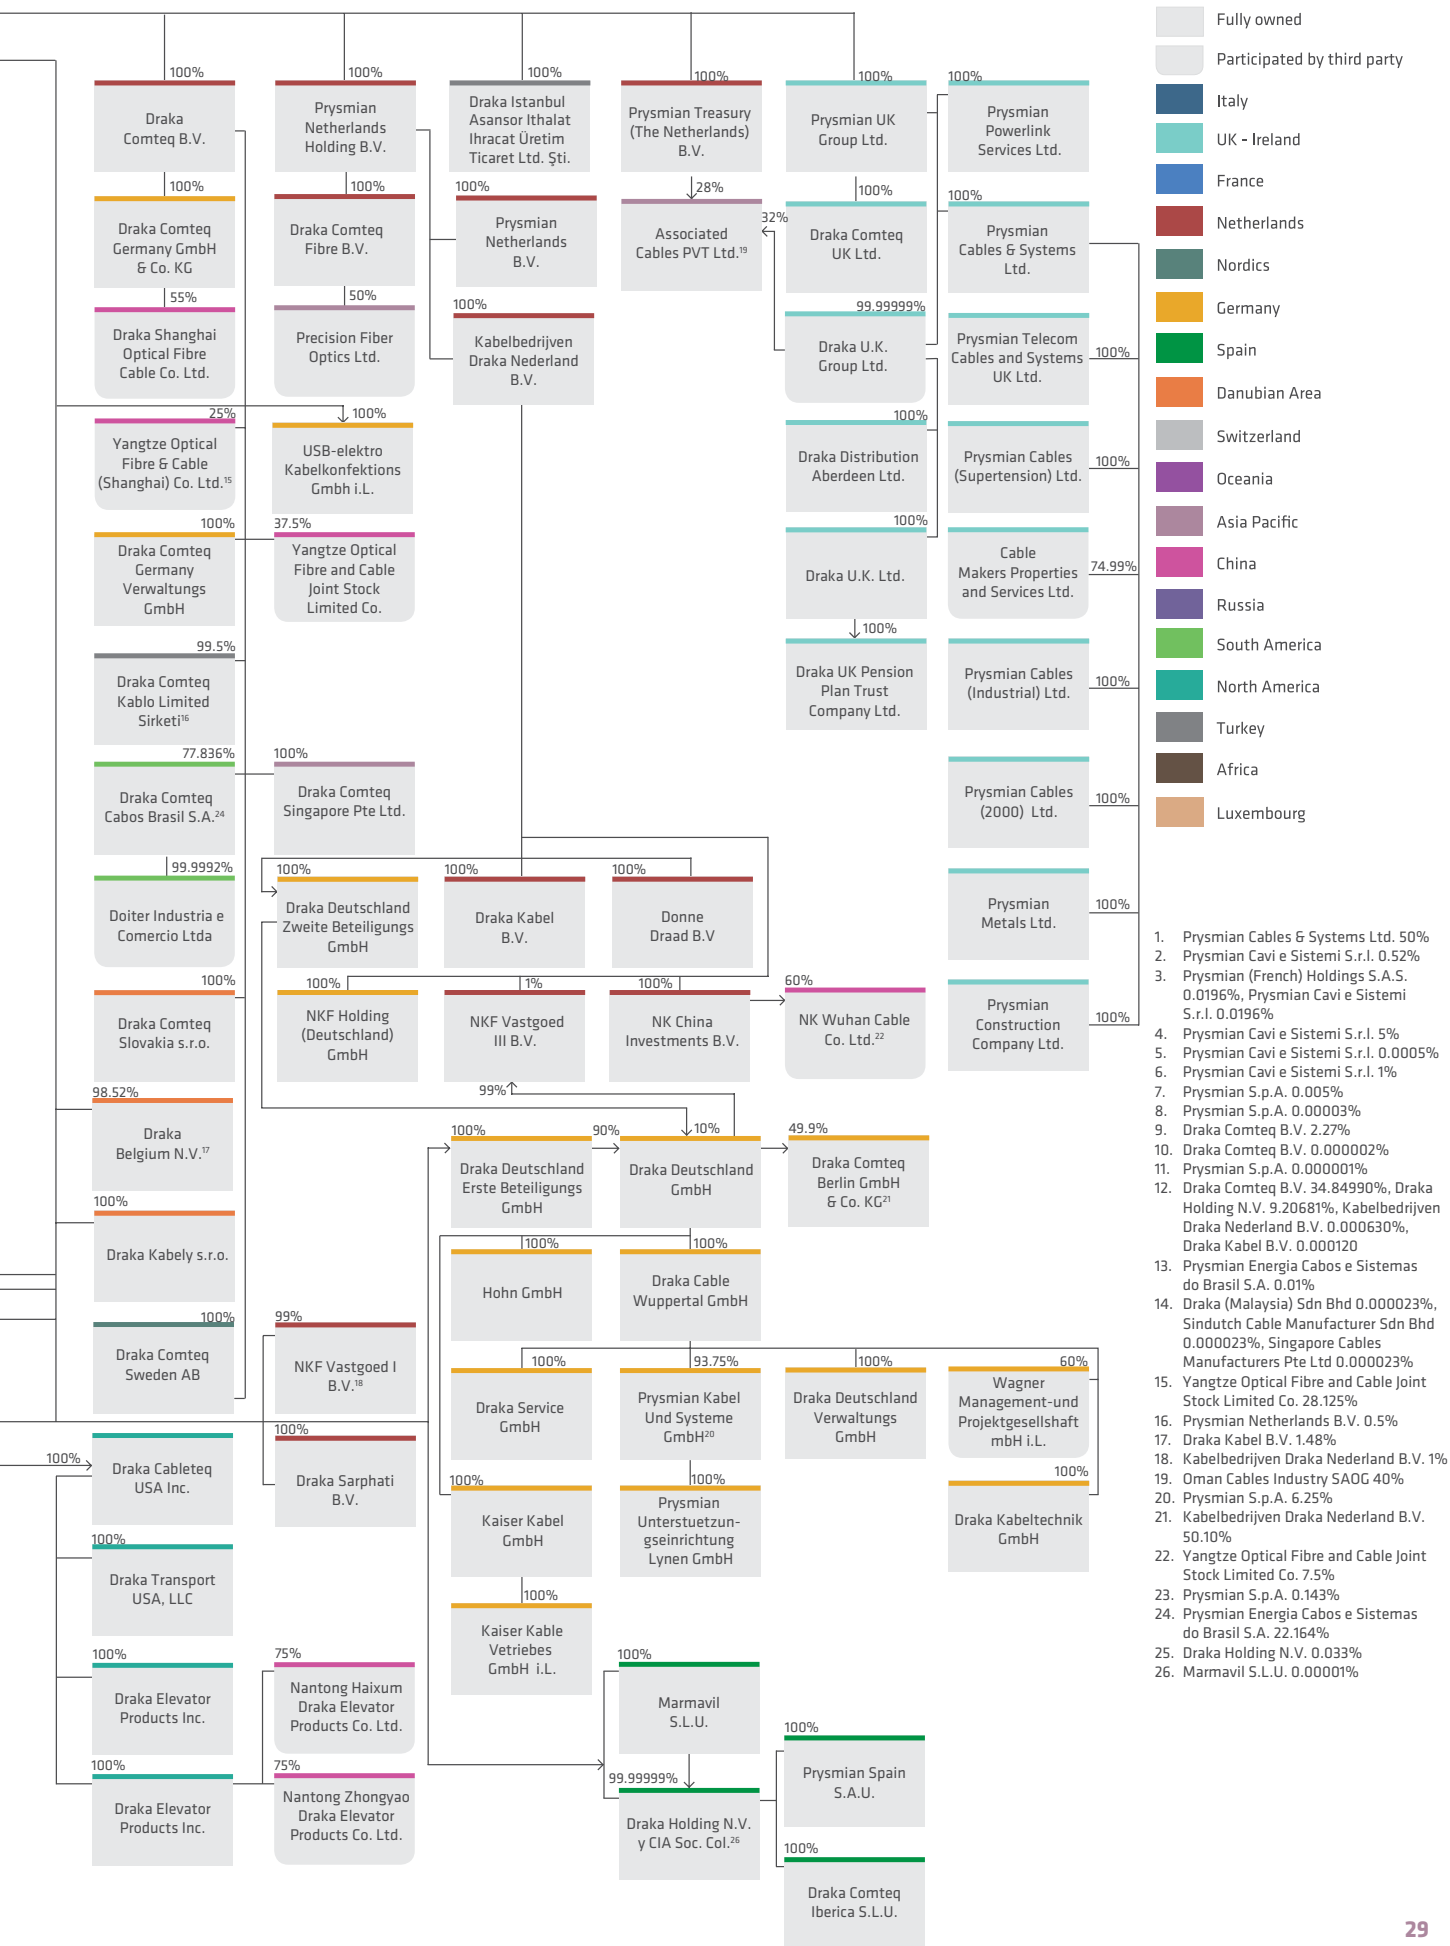 100%
Draka
Comteq B.V.
100%
Prysmian
Netherlands
Holding B.V.
100%
Draka Istanbul
Asansor Ithalat
Ihracat Üretim
Ticaret Ltd. Şti.
100%
Prysmian Treasury
(The Netherlands)
B.V.
100%
Prysmian UK
Group Ltd.
100%
Prysmian
Powerlink
Services Ltd.
100%
Draka Comteq
Germany GmbH
& Co. KG
100%
Draka Comteq
Fibre B.V.
100%
Prysmian
Netherlands
B.V.
28%
Associated
Cables PVT Ltd.19
32%
100%
Draka Comteq
UK Ltd.
100%
Prysmian
Cables & Systems
Ltd.
55%
Draka Shanghai
Optical Fibre
Cable Co. Ltd.
50%
Precision Fiber
Optics Ltd.
100%
Kabelbedrijven
Draka Nederland
B.V.
99.99999%
Draka U.K.
Group Ltd.
Prysmian Telecom
Cables and Systems
UK Ltd.
100%
25%
Yangtze Optical
Fibre & Cable
(Shanghai) Co. Ltd.15
100%
USB-elektro
Kabelkonfektions
Gmbh i.L.
100%
Draka Distribution
Aberdeen Ltd.
Prysmian Cables
(Supertension) Ltd.
100%
100%
Draka Comteq
Germany
Verwaltungs
GmbH
37.5%
Yangtze Optical
Fibre and Cable
Joint Stock
Limited Co.
100%
Draka U.K. Ltd.
Cable
Makers Properties
and Services Ltd.
74.99%
99.5%
Draka Comteq
Kablo Limited
Sirketi16
100%
Draka UK Pension
Plan Trust
Company Ltd.
Prysmian Cables
(Industrial) Ltd.
100%
77.836%
Draka Comteq
Cabos Brasil S.A.24
100%
Draka Comteq
Singapore Pte Ltd.
Prysmian Cables
(2000) Ltd.
100%
99.9992%
Doiter Industria e
Comercio Ltda
100%
Draka Deutschland
Zweite Beteiligungs
GmbH
100%
Draka Kabel
B.V.
100%
Donne
Draad B.V
Prysmian
Metals Ltd.
100%
100%
Draka Comteq
Slovakia s.r.o.
100%
NKF Holding
(Deutschland)
GmbH
1%
NKF Vastgoed
III B.V.
100%
NK China
Investments B.V.
60%
NK Wuhan Cable
Co. Ltd.22
Prysmian
Construction
Company Ltd.
100%
98.52%
Draka
Belgium N.V.17
99%
100%
Draka Deutschland
Erste Beteiligungs
GmbH
90%
10%
Draka Deutschland
GmbH
49.9%
Draka Comteq
Berlin GmbH
& Co. KG21
100%
Draka Kabely s.r.o.
100%
Hohn GmbH
100%
Draka Cable
Wuppertal GmbH
100%
Draka Comteq
Sweden AB
99%
NKF Vastgoed I
B.V.18
100%
Draka Service
GmbH
93.75%
Prysmian Kabel
Und Systeme
GmbH20
100%
Draka Deutschland
Verwaltungs
GmbH
60%
Wagner
Management-und
Projektgesellshaft
mbH i.L.
100%
Draka Cableteq
USA Inc.
100%
Draka Sarphati
B.V.
100%
Kaiser Kabel
GmbH
100%
Prysmian
Unterstuetzun-
gseinrichtung
Lynen GmbH
100%
Draka Kabeltechnik
GmbH
100%
Draka Transport
USA, LLC
100%
Kaiser Kable
Vetriebes
GmbH i.L.
100%
Draka Elevator
Products Inc.
75%
Nantong Haixum
Draka Elevator
Products Co. Ltd.
100%
Marmavil
S.L.U.
100%
Draka Elevator
Products Inc.
75%
Nantong Zhongyao
Draka Elevator
Products Co. Ltd.
99.99999%
Draka Holding N.V.
y CIA Soc. Col.26
100%
Prysmian Spain
S.A.U.
100%
Draka Comteq
Iberica S.L.U.
Fully owned
Participated by third party
Italy
UK - Ireland
France
Netherlands
Nordics
Germany
Spain
Danubian Area
Switzerland
Oceania
Asia Pacific
China
Russia
South America
North America
Turkey
Africa
Luxembourg
1. Prysmian Cables & Systems Ltd. 50%
2. Prysmian Cavi e Sistemi S.r.l. 0.52%
3. Prysmian (French) Holdings S.A.S.
0.0196%, Prysmian Cavi e Sistemi
S.r.l. 0.0196%
4. Prysmian Cavi e Sistemi S.r.l. 5%
5. Prysmian Cavi e Sistemi S.r.l. 0.0005%
6. Prysmian Cavi e Sistemi S.r.l. 1%
7. Prysmian S.p.A. 0.005%
8. Prysmian S.p.A. 0.00003%
9. Draka Comteq B.V. 2.27%
10. Draka Comteq B.V. 0.000002%
11. Prysmian S.p.A. 0.000001%
12. Draka Comteq B.V. 34.84990%, Draka
Holding N.V. 9.20681%, Kabelbedrijven
Draka Nederland B.V. 0.000630%,
Draka Kabel B.V. 0.000120
13. Prysmian Energia Cabos e Sistemas
do Brasil S.A. 0.01%
14. Draka (Malaysia) Sdn Bhd 0.000023%,
Sindutch Cable Manufacturer Sdn Bhd
0.000023%, Singapore Cables
Manufacturers Pte Ltd 0.000023%
15. Yangtze Optical Fibre and Cable Joint
Stock Limited Co. 28.125%
16. Prysmian Netherlands B.V. 0.5%
17. Draka Kabel B.V. 1.48%
18. Kabelbedrijven Draka Nederland B.V. 1%
19. Oman Cables Industry SAOG 40%
20. Prysmian S.p.A. 6.25%
21. Kabelbedrijven Draka Nederland B.V.
50.10%
22. Yangtze Optical Fibre and Cable Joint
Stock Limited Co. 7.5%
23. Prysmian S.p.A. 0.143%
24. Prysmian Energia Cabos e Sistemas
do Brasil S.A. 22.164%
25. Draka Holding N.V. 0.033%
26. Marmavil S.L.U. 0.00001%
29